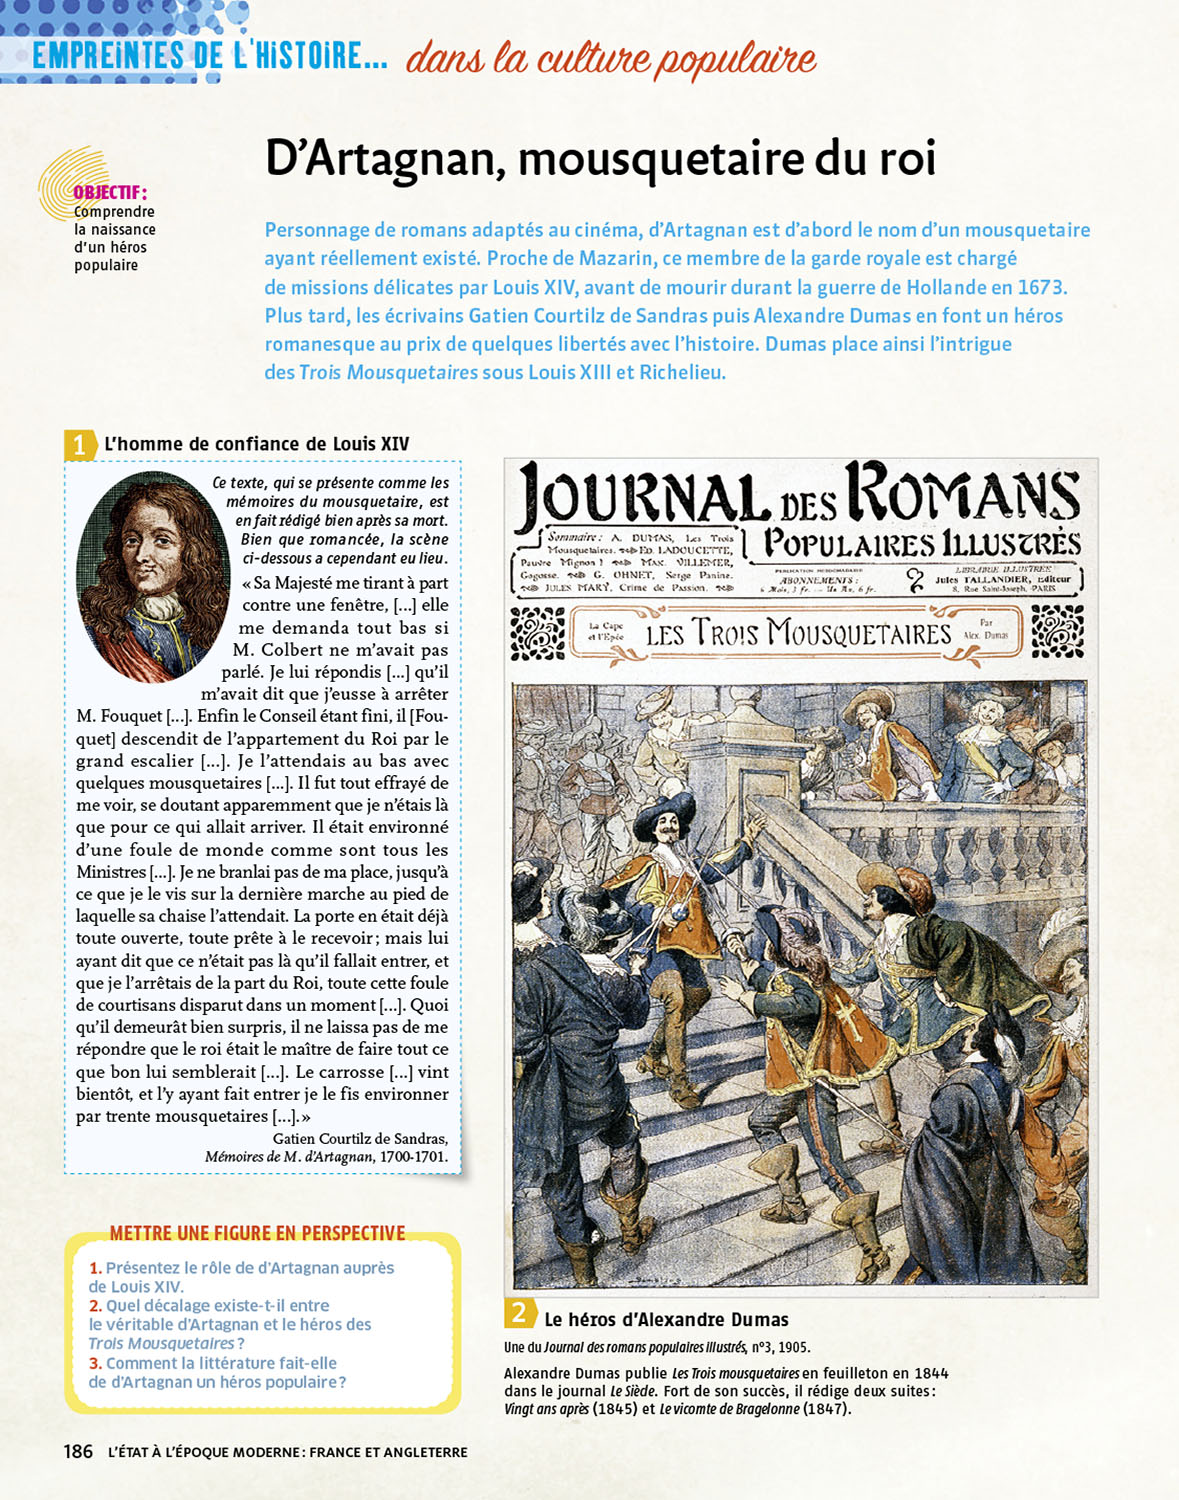 EMPREINTES DE L'HISTOIRE... dans la culture populaire
D'Artagnan, mousquetaire du roi
OBJECTIF :
Comprendre
la naissance
d'un héros
populaire
Personnage de romans adaptés au cinéma, d'Artagnan est d'abord le nom d'un mousquetaire
ayant réellement existé. Proche de Mazarin, ce membre de la garde royale est chargé
de missions délicates par Louis XIV, avant de mourir durant la guerre de Hollande en 1673.
Plus tard, les écrivains Gatien Courtilz de Sandras puis Alexandre Dumas en font un héros
romanesque au prix de quelques libertés avec l'histoire. Dumas place ainsi l'intrigue
des Trois Mousquetaires sous Louis XIII et Richelieu.
1 L'homme de confiance de Louis XIV
Ce texte, qui se présente comme les
mémoires du mousquetaire, est
en fait rédigé bien après sa mort.
Bien que romancée, la scène
ci-dessous a cependant eu lieu.
« Sa Majesté me tirant à part
contre une fenêtre, [...] elle
me demanda tout bas si
M. Colbert ne m'avait pas
parlé. Je lui répondis [...] qu'il
m'avait dit que j'eusse à arrêter
M. Fouquet [...]. Enfin le Conseil étant fini, il [Fou-
quet] descendit de l'appartement du Roi par le
grand escalier [...]. Je l'attendais au bas avec
quelques mousquetaires [...]. Il fut tout effrayé de
me voir, se doutant apparemment que je n'étais là
que pour ce qui allait arriver. Il était environné
d'une foule de monde comme sont tous les
Ministres [...]. Je ne branlai pas de ma place, jusqu'à
ce que je le vis sur la dernière marche au pied de
laquelle sa chaise l'attendait. La porte en était déjà
toute ouverte, toute prête à le recevoir ; mais lui
ayant dit que ce n'était pas là qu'il fallait entrer, et
que je l'arrêtais de la part du Roi, toute cette foule
de courtisans disparut dans un moment [...]. Quoi
qu'il demeurât bien surpris, il ne laissa pas de me
répondre que le roi était le maître de faire tout ce
que bon lui semblerait [...]. Le carrosse [...] vint
bientôt, et l'y ayant fait entrer je le fis environner
par trente mousquetaires [...]. »
Gatien Courtilz de Sandras,
Mémoires de M. d'Artagnan, 1700-1701.
METTRE UNE FIGURE EN PERSPECTIVE
1. Présentez le rôle de d'Artagnan auprès
de Louis XIV.
2. Quel décalage existe-t-il entre
le véritable d'Artagnan et le héros des
Trois Mousquetaires ?
3. Comment la littérature fait-elle
de d'Artagnan un héros populaire ?
JOURNAL DES ROMANS
POPULAIRES ILLUSTRÉS
Sommaire : A. DUMAS, Les Trois
Mousquetaires. ED. LADOUCETTE,
Pauvre Mignon ! MAX. VILLEMER,
Gogosse. G. OHNET, Serge Panine.
JULES MARY, Crime de Passion.
PUBLICATION HEBDOMADAIRE
ABONNEMENTS :
6 Mois, 3 fr. — Un An, 6 fr.
LIBRAIRIE ILLUSTRÉE
Jules TALLANDIER, Éditeur
8, Rue Saint-Joseph, PARIS
La Cape
et l'Épée
LES TROIS MOUSQUETAIRES
Par
Alex. Dumas
2 Le héros d'Alexandre Dumas
Une du Journal des romans populaires illustrés, n°3, 1905.
Alexandre Dumas publie Les Trois mousquetaires en feuilleton en 1844
dans le journal Le Siède. Fort de son succès, il rédige deux suites :
Vingt ans après (1845) et Le vicomte de Bragelonne (1847).
186 L'ÉTAT À L'ÉPOQUE MODERNE : FRANCE ET ANGLETERRE